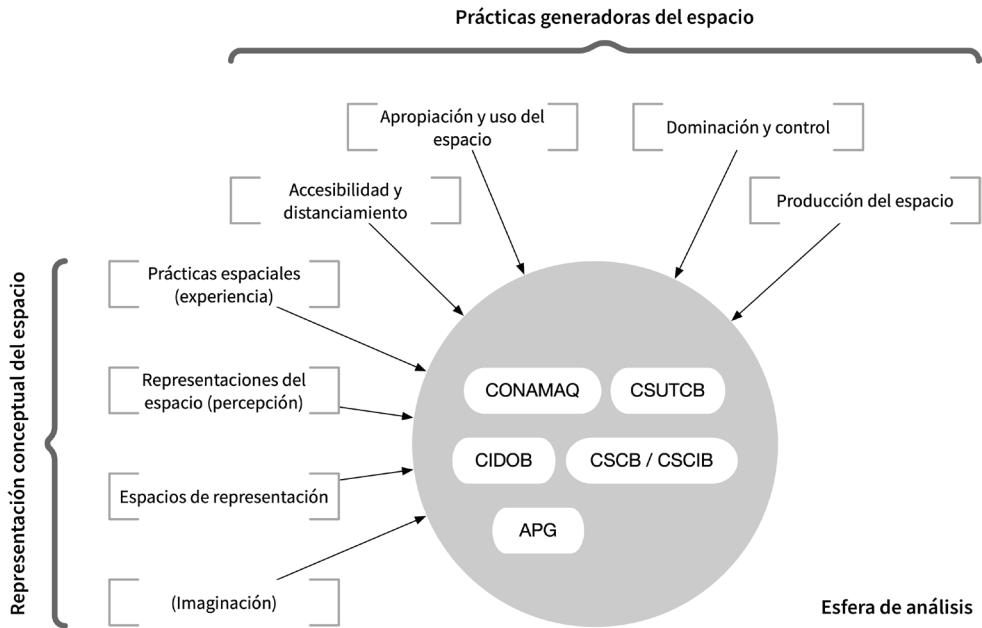 Prácticas generadoras del espacio
Apropiación y uso del
espacio
Dominación y control
Accesibilidad y
distanciamiento
Producción del espacio
Representación conceptual del espacio
Prácticas espaciales
(experiencia)
Representaciones del
espacio (percepción)
Espacios de representación
(Imaginación)
CONAMAQ
CSUTCB
CIDOB
CSCB / CSCIB
APG
Esfera de análisis